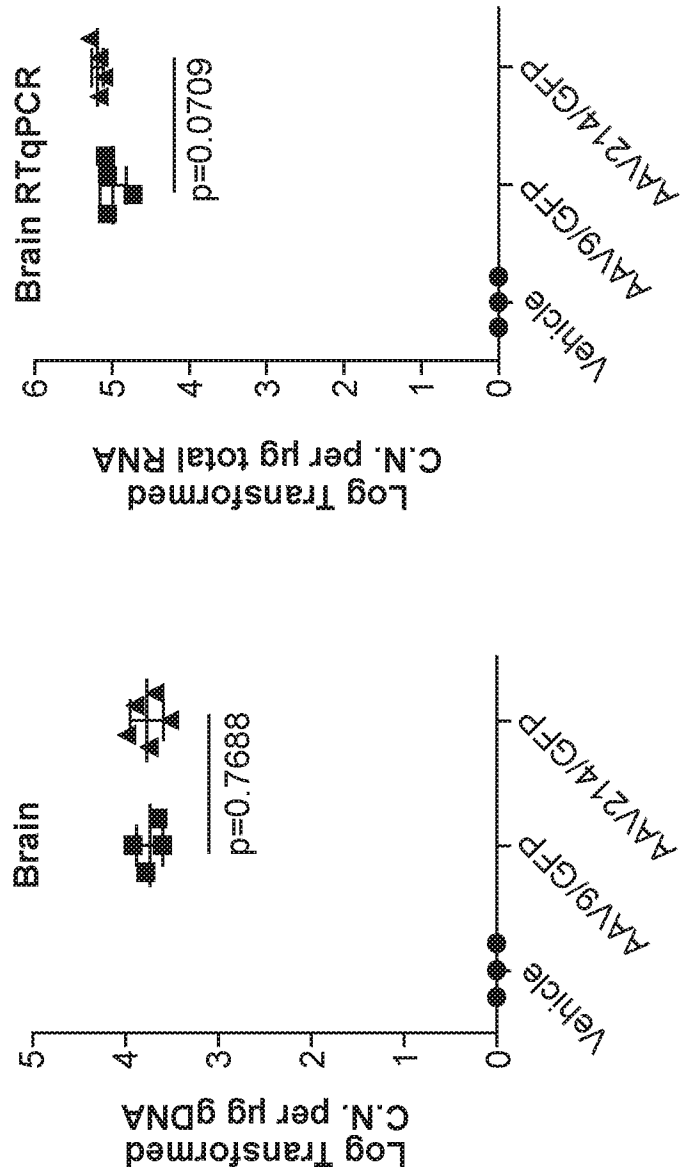 Brain
Log Transformed
C.N. per µg gDNA
5
4
3
2
1
0
p=0.7688
Vehicle
AAV9/GFP
AAV214/GFP
Brain RTqPCR
Log Transformed
C.N. per µg total RNA
6
5
4
3
2
1
0
p=0.0709
Vehicle
AAV9/GFP
AAV214/GFP